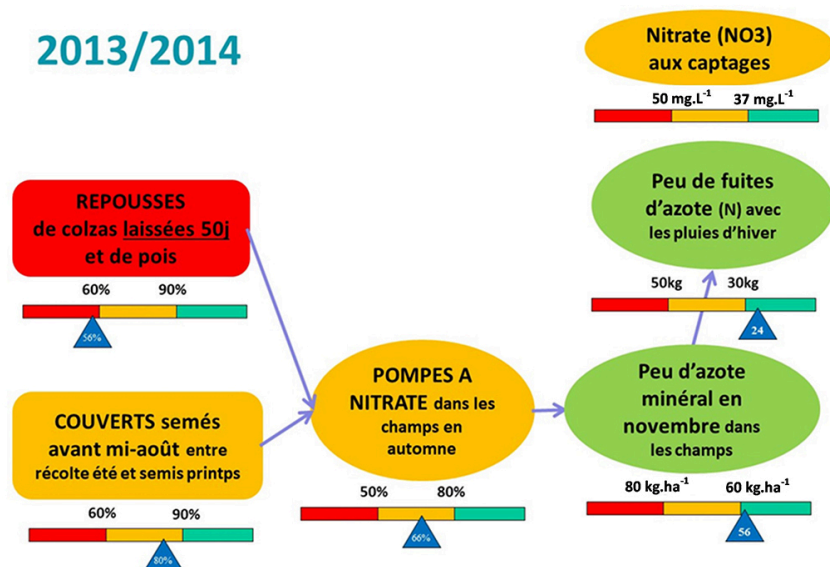 2013/2014
Nitrate (NO3)
aux captages
50 mg.L⁻¹ 37 mg.L⁻¹
REPOUSSES
de colzas laissées 50j
et de pois
60% 90%
56%
Peu de fuites
d'azote (N) avec
les pluies d'hiver
50kg 30kg
24
COUVERTS semés
avant mi-août entre
récolte été et semis printps
60% 90%
80%
POMPES A
NITRATE dans les
champs en
automne
50% 80%
66%
Peu d'azote
minéral en
novembre dans
les champs
80 kg.ha⁻¹ 60 kg.ha⁻¹
56